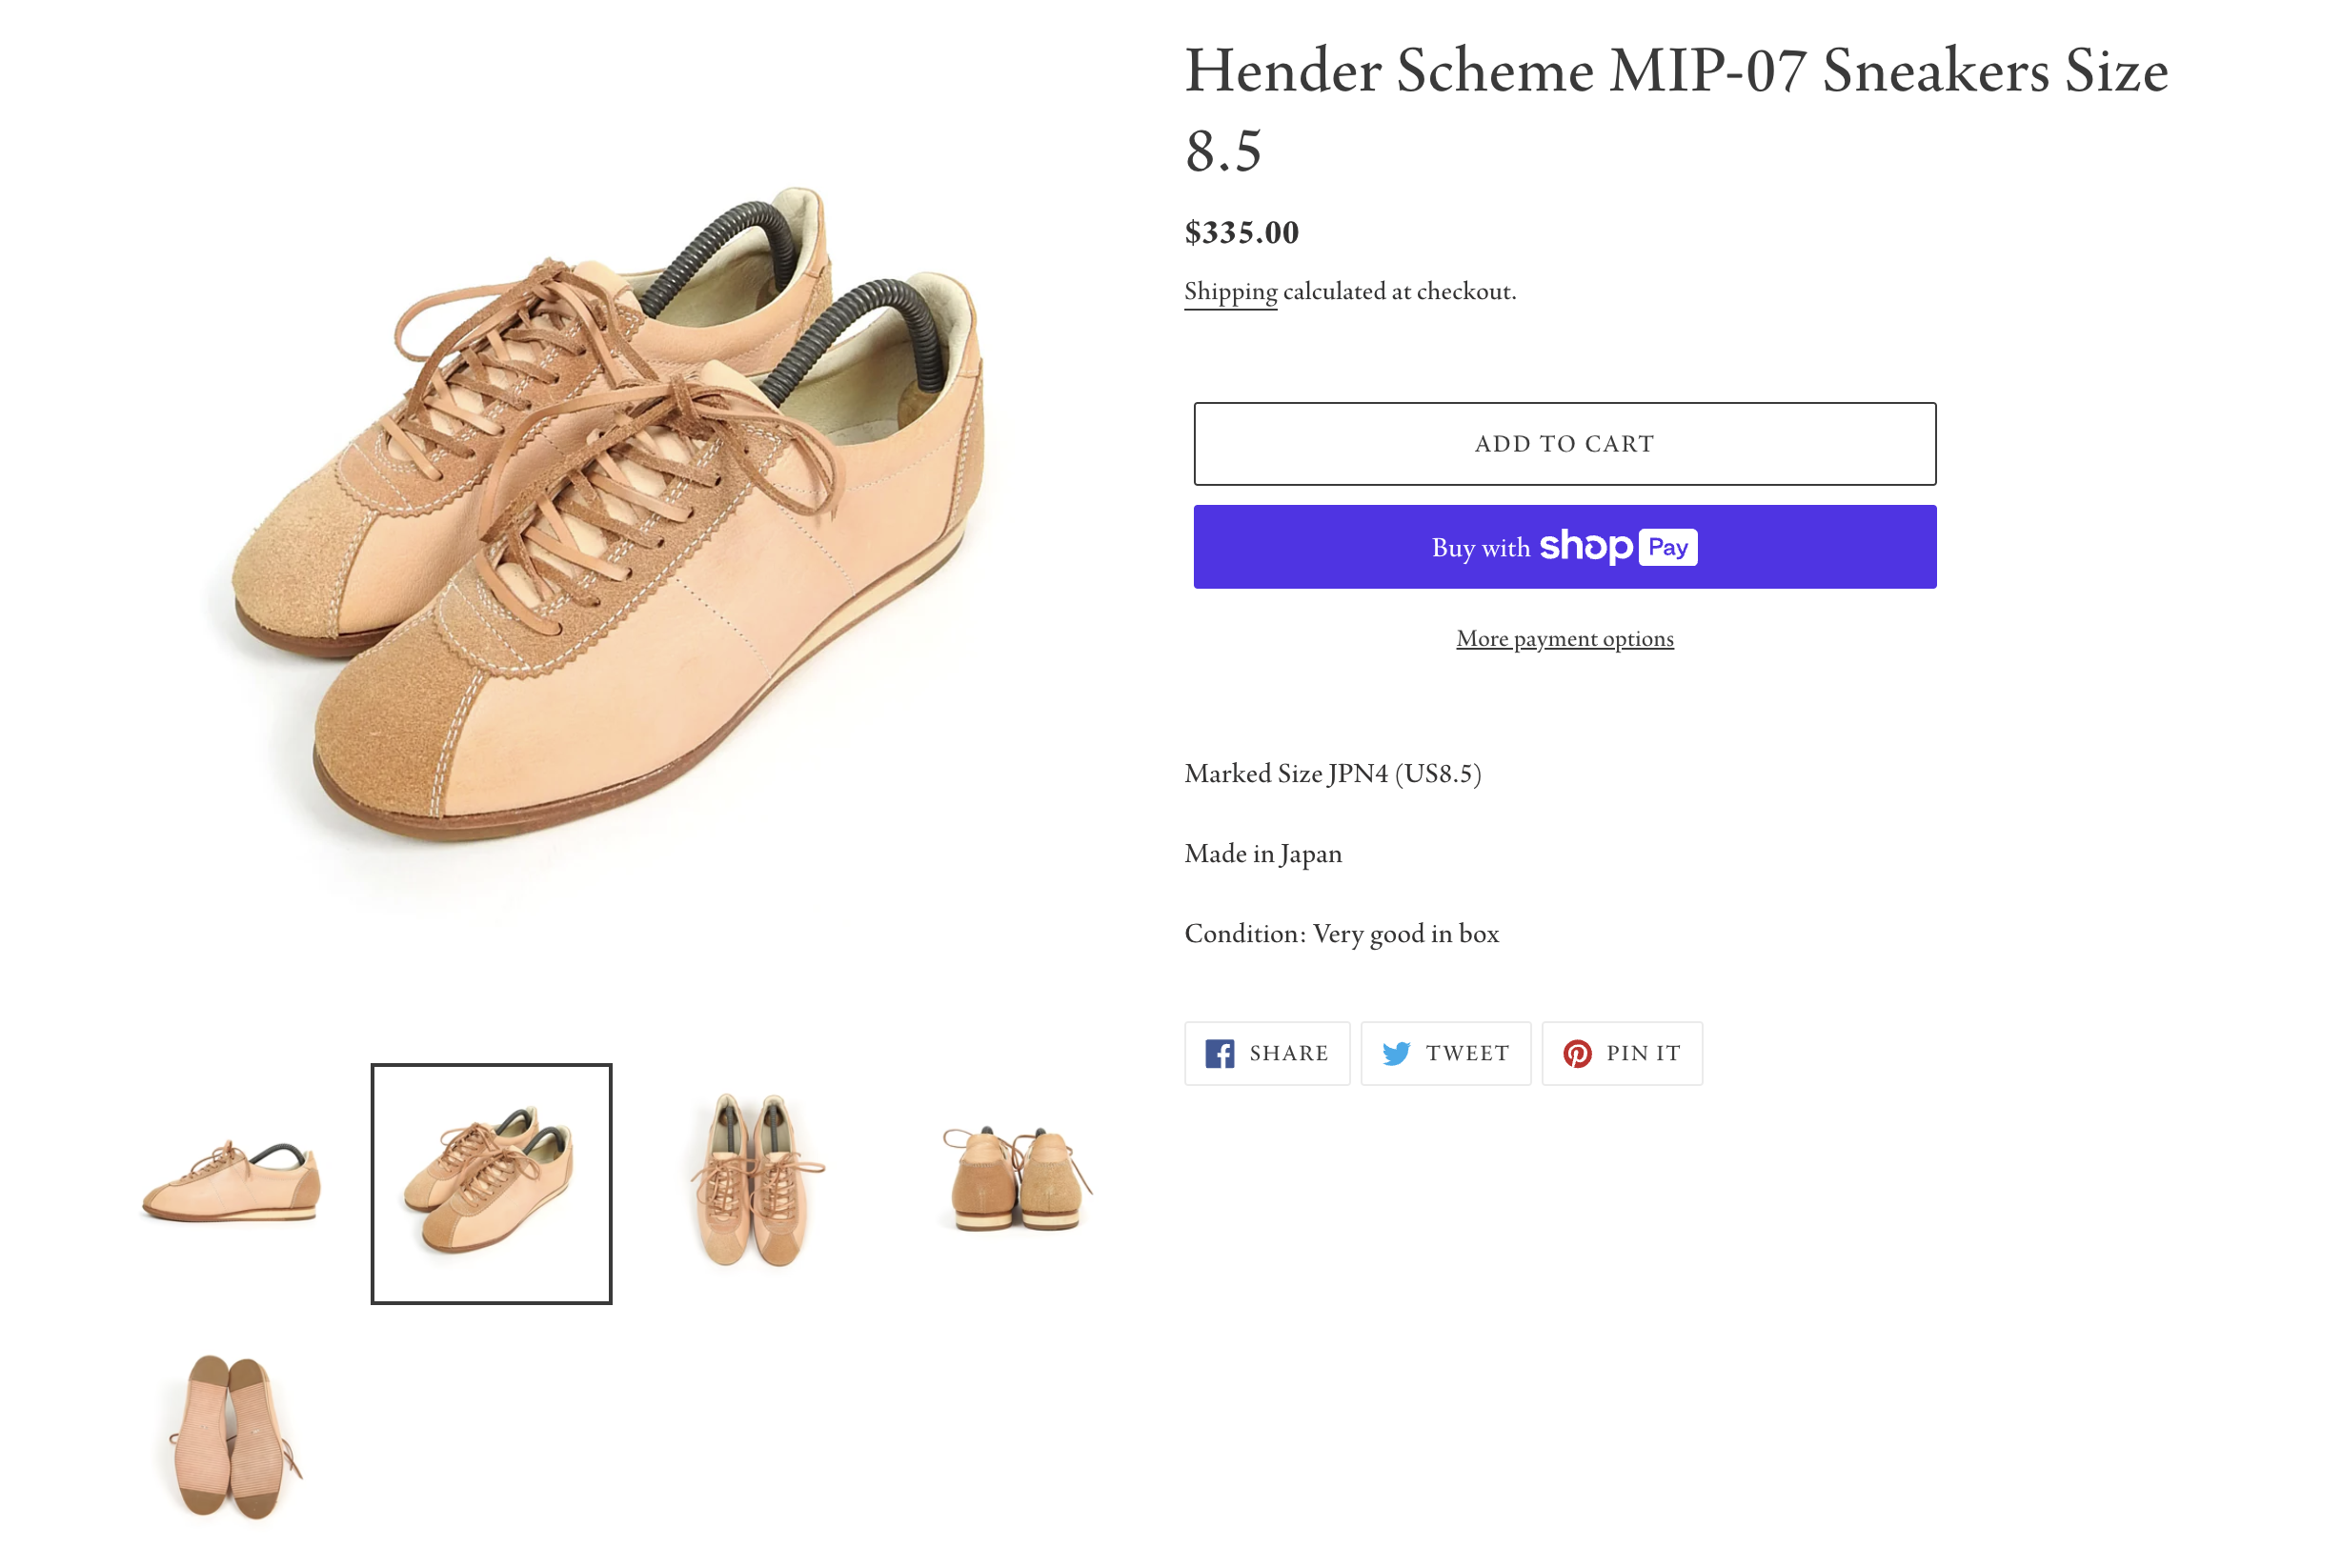 Hender Scheme MIP-07 Sneakers Size
8.5
$335.00
Shipping calculated at checkout.
ADD TO CART
Buy with shop Pay
More payment options
Marked Size JPN4 (US8.5)
Made in Japan
Condition: Very good in box
SHARE
TWEET
PIN IT